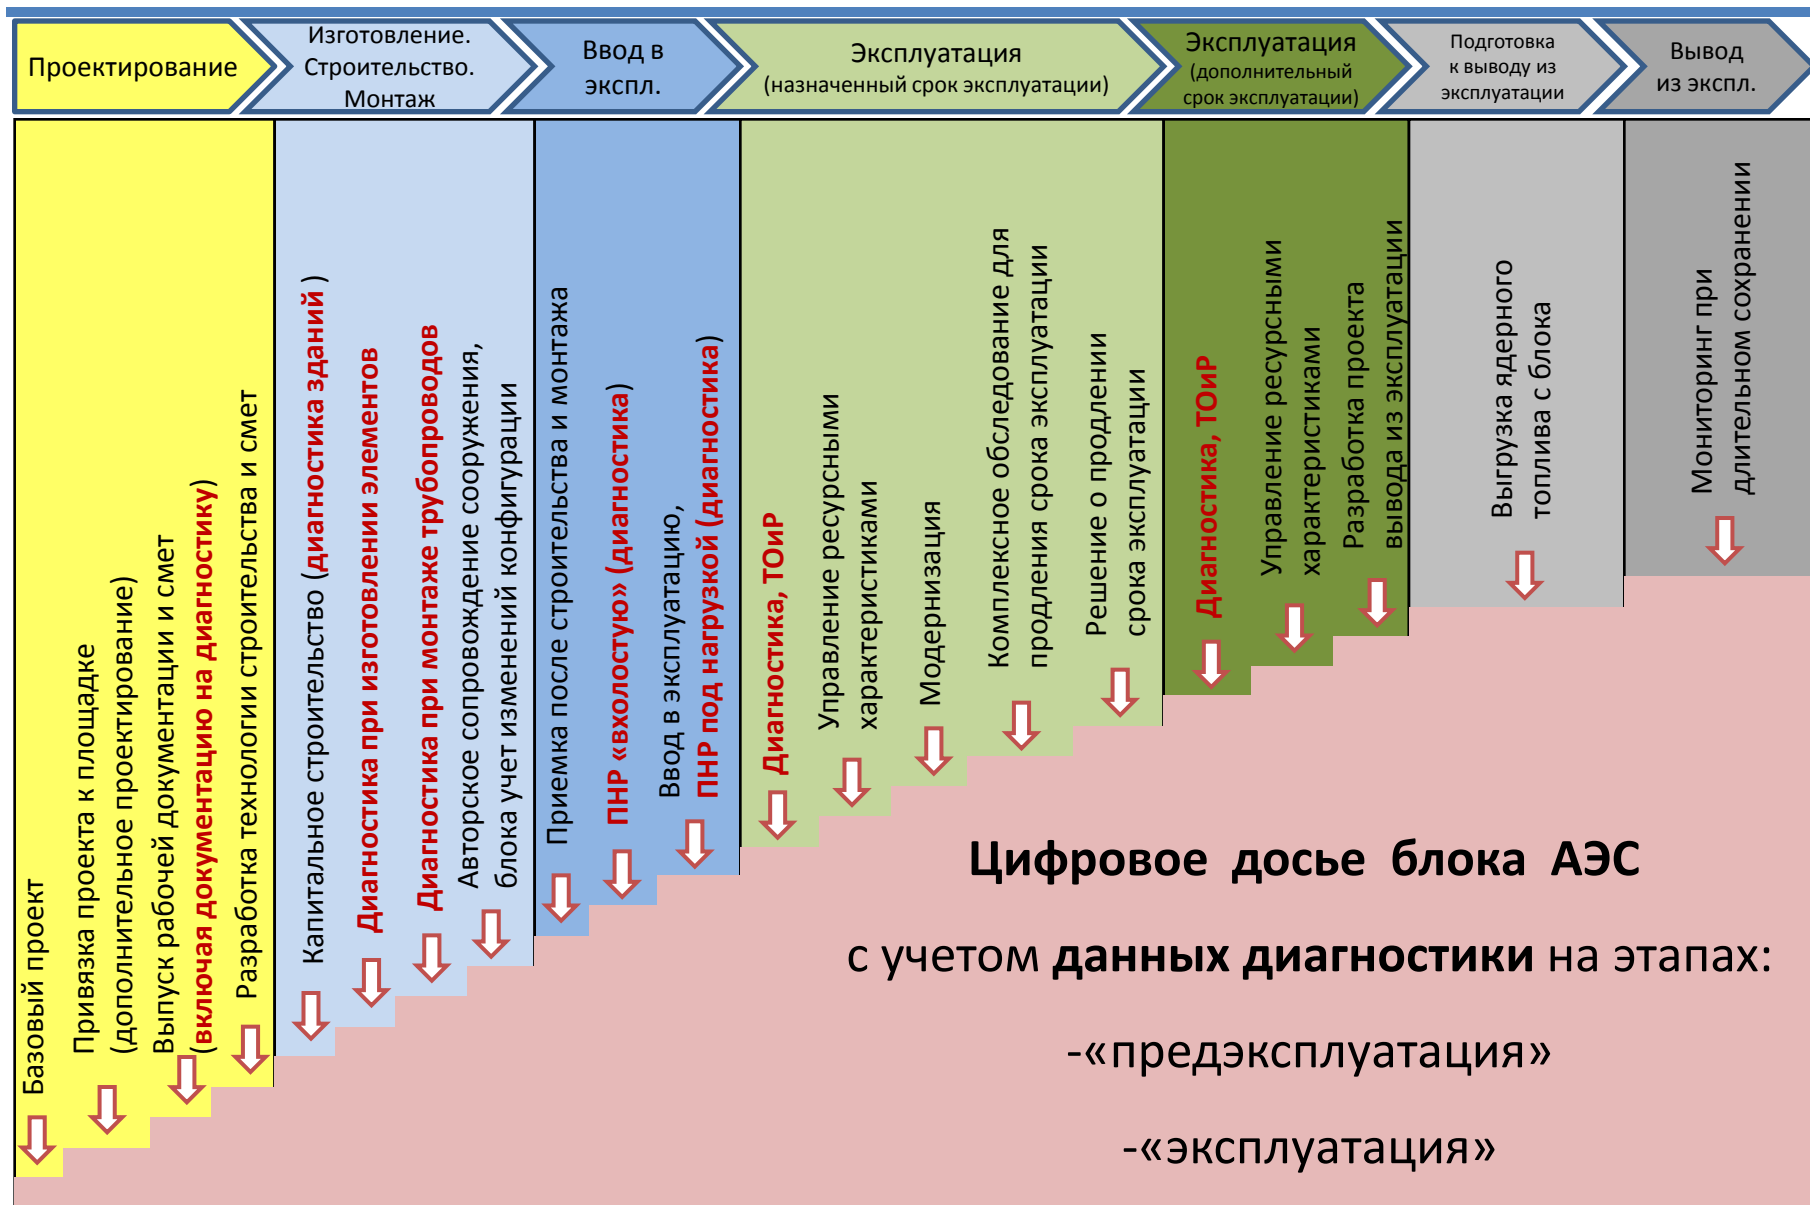 Проектирование
Изготовление.
Строительство.
Монтаж
Ввод в
экспл.
Эксплуатация
(назначенный срок эксплуатации)
Эксплуатация
(дополнительный
срок эксплуатации)
Подготовка
к выводу из
эксплуатации
Вывод
из экспл.
Базовый проект
Привязка проекта к площадке
(дополнительное проектирование)
Выпуск рабочей документации и смет
(включая документацию на диагностику)
Разработка технологии строительства и смет
Капитальное строительство (диагностика зданий )
Диагностика при изготовлении элементов
Диагностика при монтаже трубопроводов
Авторское сопровождение сооружения,
блока учет изменений конфигурации
Приемка после строительства и монтажа
ПНР «вхолостую» (диагностика)
Ввод в эксплуатацию,
ПНР под нагрузкой (диагностика)
Диагностика, ТОиР
Управление ресурсными
характеристиками
Модернизация
Комплексное обследование для
продления срока эксплуатации
Решение о продлении
срока эксплуатации
Диагностика, ТОиР
Управление ресурсными
характеристиками
Разработка проекта
вывода из эксплуатации
Выгрузка ядерного
топлива с блока
Мониторинг при
длительном сохранении
Цифровое досье блока АЭС
с учетом данных диагностики на этапах:
-«предэксплуатация»
-«эксплуатация»